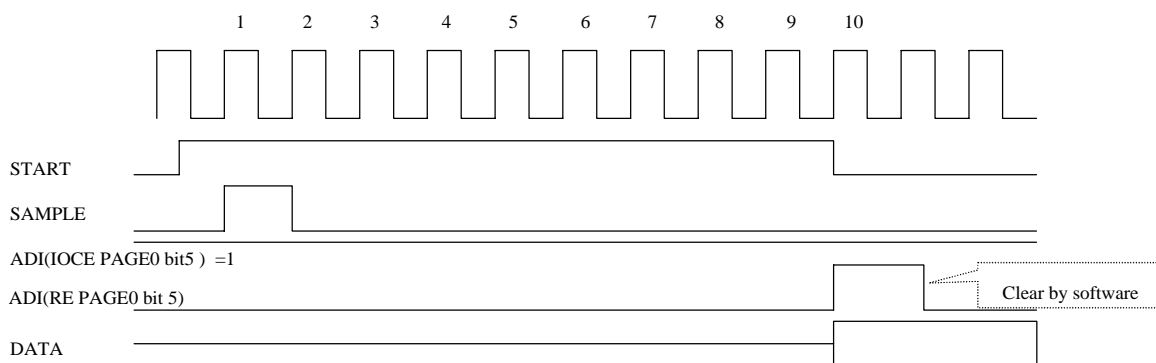 1 2 3 4 5 6 7 8 9 10
START
SAMPLE
ADI(IOCE PAGE0 bit5 ) =1
ADI(RE PAGE0 bit 5)
Clear by software
DATA